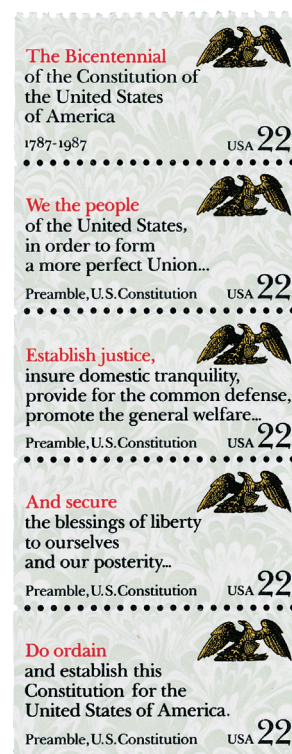 The Bicentennial
of the Constitution of
the United States
of America
1787-1987 USA 22
We the people
of the United States,
in order to form
a more perfect Union...
Preamble, U.S. Constitution USA 22
Establish justice,
insure domestic tranquility,
provide for the common defense,
promote the general welfare...
Preamble, U.S. Constitution USA 22
And secure
the blessings of liberty
to ourselves
and our posterity...
Preamble, U.S. Constitution USA 22
Do ordain
and establish this
Constitution for the
United States of America.
Preamble, U.S. Constitution USA 22